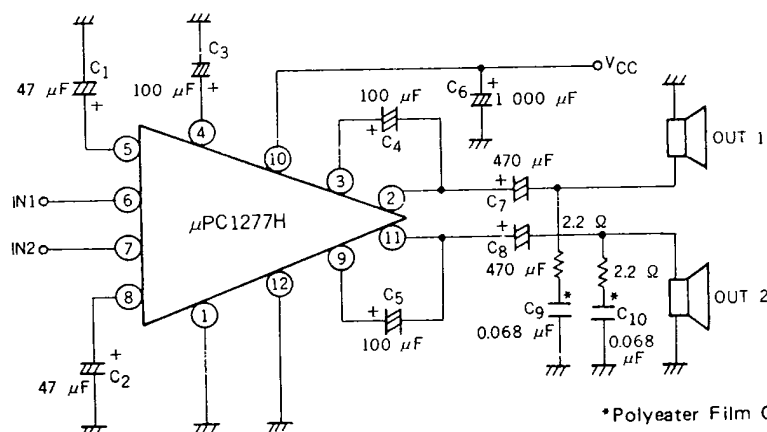 C3
C1
47 μF
+
100 μF
+
VCC
C6
+
1 000 μF
100 μF
+
C4
4
5
10
3
470 μF
+
C7
OUT 1
2
IN1
6
μPC1277H
2.2 Ω
IN2
7
11
+
C8
470 μF
9
2.2 Ω
8
12
+
C5
100 μF
*
C9
0.068 μF
*
C10
0.068 μF
OUT 2
1
+
47 μF
C2
*Polyeater Film C